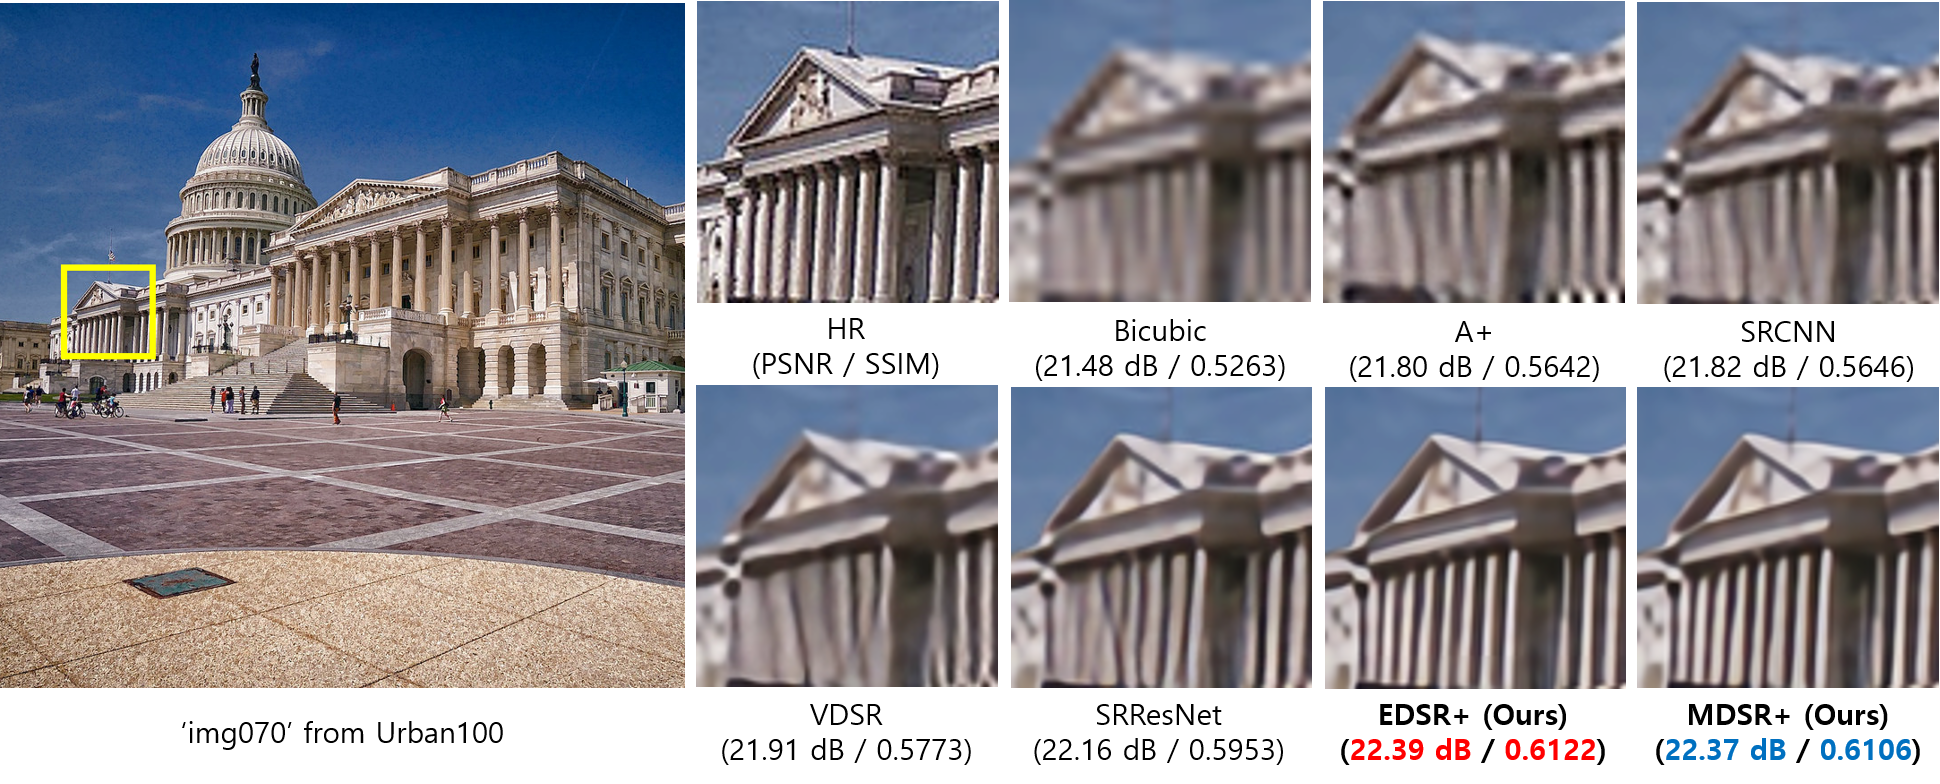 HR
(PSNR / SSIM)
Bicubic
(21.48 dB / 0.5263)
A+
(21.80 dB / 0.5642)
SRCNN
(21.82 dB / 0.5646)
‘img070’ from Urban100
VDSR
(21.91 dB / 0.5773)
SRResNet
(22.16 dB / 0.5953)
EDSR+ (Ours)
(22.39 dB / 0.6122)
MDSR+ (Ours)
(22.37 dB / 0.6106)